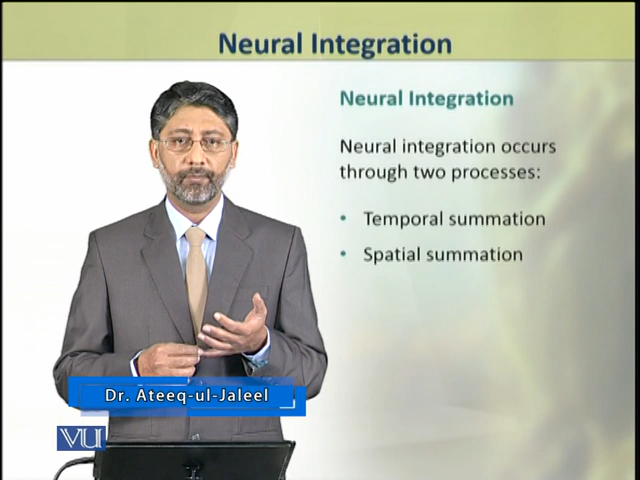 Neural Integration
Neural Integration
Neural integration occurs
through two processes:
• Temporal summation
• Spatial summation
Dr. Ateeq-ul-Jaleel
VU